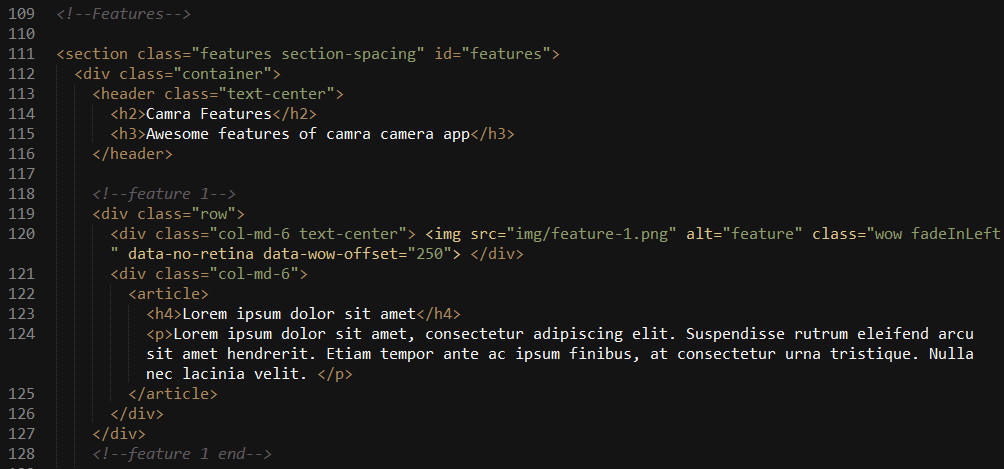 109 <!--Features-->
110
111 <section class="features section-spacing" id="features">
112 <div class="container">
113 <header class="text-center">
114 <h2>Camra Features</h2>
115 <h3>Awesome features of camra camera app</h3>
116 </header>
117
118 <!--feature 1-->
119 <div class="row">
120 <div class="col-md-6 text-center"> <img src="img/feature-1.png" alt="feature" class="wow fadeInLeft
" data-no-retina data-wow-offset="250"> </div>
121 <div class="col-md-6">
122 <article>
123 <h4>Lorem ipsum dolor sit amet</h4>
124 <p>Lorem ipsum dolor sit amet, consectetur adipiscing elit. Suspendisse rutrum eleifend arcu
sit amet hendrerit. Etiam tempor ante ac ipsum finibus, at consectetur urna tristique. Nulla
nec lacinia velit. </p>
125 </article>
126 </div>
127 </div>
128 <!--feature 1 end-->